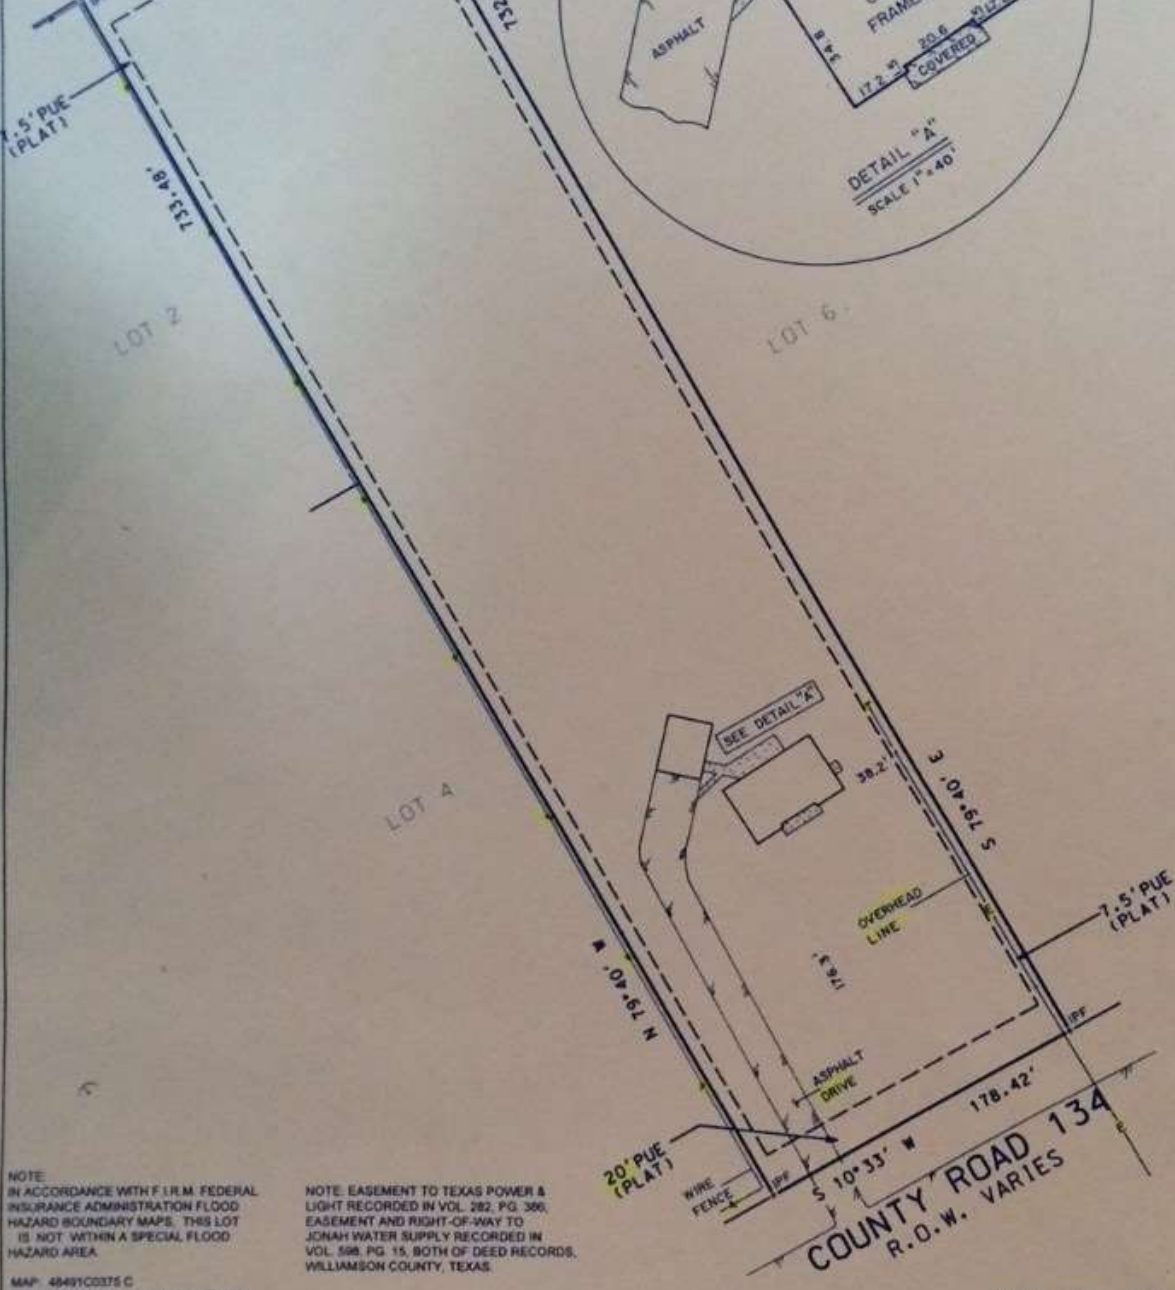 732
ASPHALT
FRAME
34.8
17.2
5
20.6
5
COVERED
DETAIL "A"
SCALE 1"=40'
7.5' PUE
(PLAT)
733.48'
LOT 2
LOT 6.
SEE DETAIL "A"
38.2'
S 79°40' E
LOT 4
OVERHEAD
LINE
7.5' PUE
(PLAT)
N 79°40' W
IPF
ASPHALT
DRIVE
178.42'
20' PUE
(PLAT)
WIRE
FENCE
IPF
S 10°33' W
COUNTY ROAD 134
R.O.W. VARIES
NOTE:
IN ACCORDANCE WITH F.I.R.M. FEDERAL
INSURANCE ADMINISTRATION FLOOD
HAZARD BOUNDARY MAPS, THIS LOT
IS NOT WITHIN A SPECIAL FLOOD
HAZARD AREA
MAP: 48491C0375 C
NOTE: EASEMENT TO TEXAS POWER &
LIGHT RECORDED IN VOL. 282, PG. 386,
EASEMENT AND RIGHT-OF-WAY TO
JONAH WATER SUPPLY RECORDED IN
VOL. 598, PG. 15, BOTH OF DEED RECORDS,
WILLIAMSON COUNTY, TEXAS.